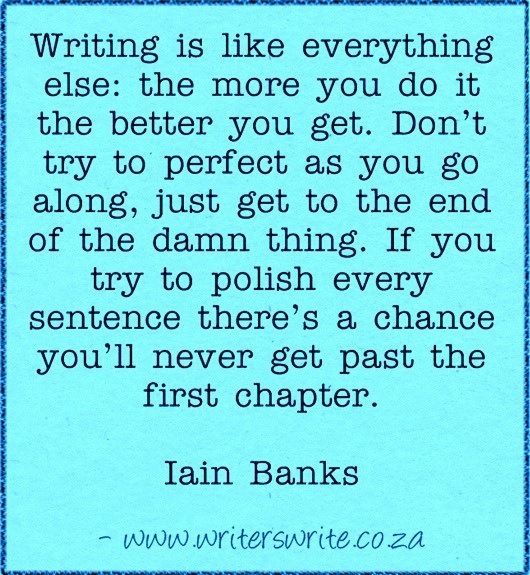 Writing is like everything
else: the more you do it
the better you get. Don't
try to perfect as you go
along, just get to the end
of the damn thing. If you
try to polish every
sentence there's a chance
you'll never get past the
first chapter.
Iain Banks
- www.writerswrite.co.za